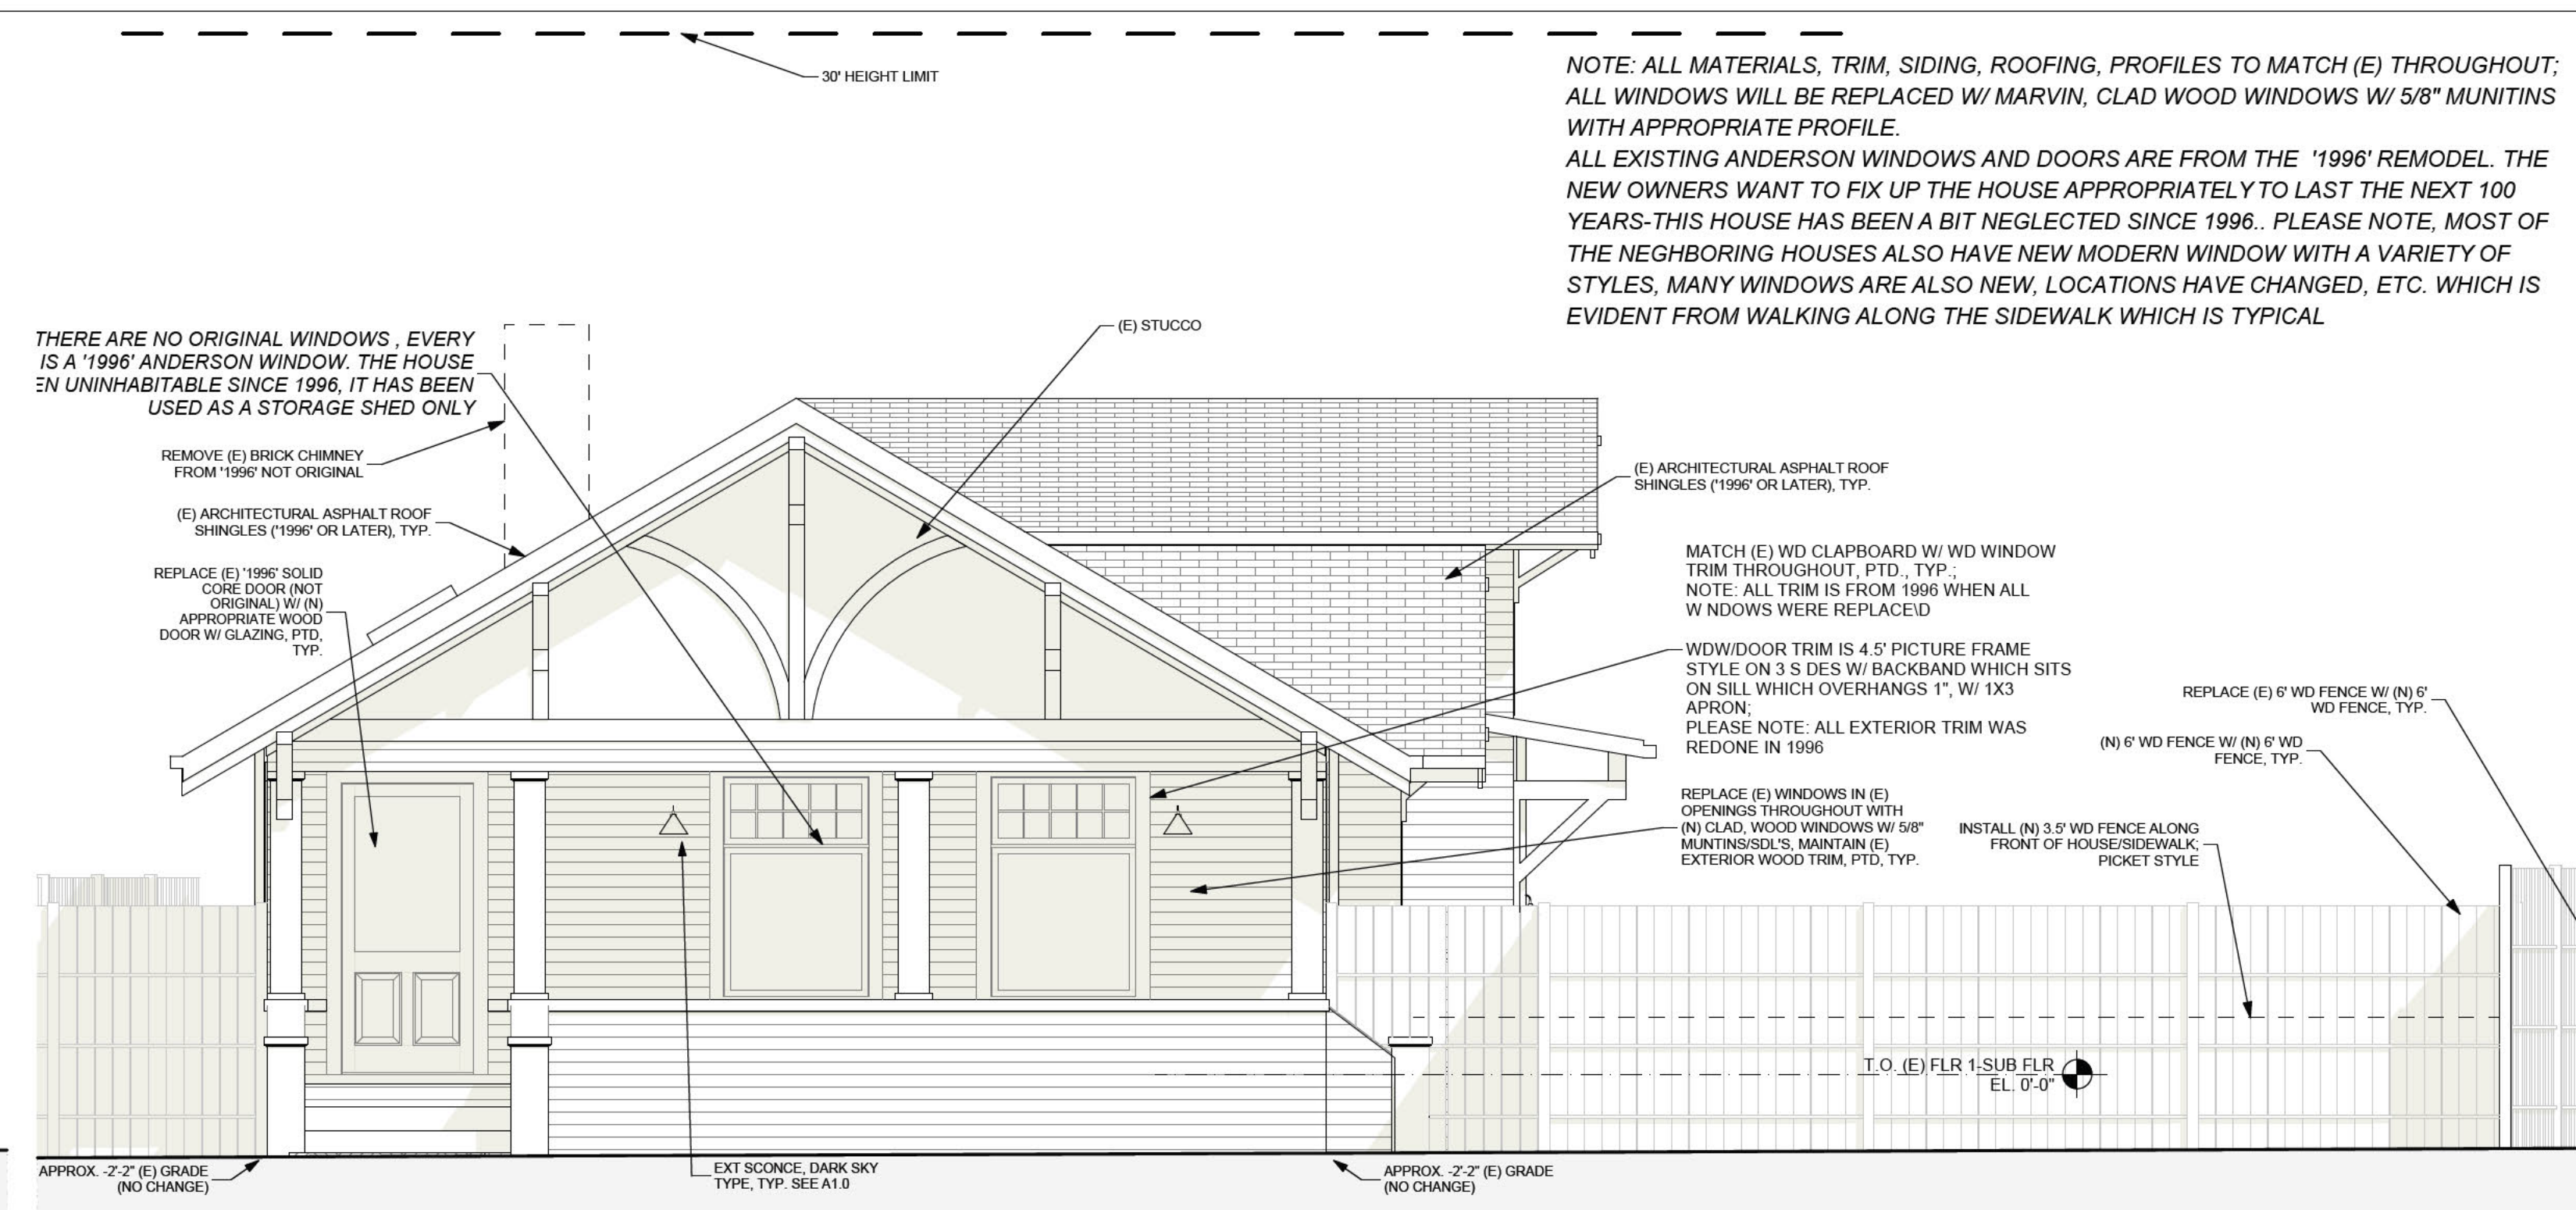 30' HEIGHT LIMIT
NOTE: ALL MATERIALS, TRIM, SIDING, ROOFING, PROFILES TO MATCH (E) THROUGHOUT;
ALL WINDOWS WILL BE REPLACED W/ MARVIN, CLAD WOOD WINDOWS W/ 5/8" MUNITINS
WITH APPROPRIATE PROFILE.
ALL EXISTING ANDERSON WINDOWS AND DOORS ARE FROM THE '1996' REMODEL. THE
NEW OWNERS WANT TO FIX UP THE HOUSE APPROPRIATELY TO LAST THE NEXT 100
YEARS-THIS HOUSE HAS BEEN A BIT NEGLECTED SINCE 1996.. PLEASE NOTE, MOST OF
THE NEGHBORING HOUSES ALSO HAVE NEW MODERN WINDOW WITH A VARIETY OF
STYLES, MANY WINDOWS ARE ALSO NEW, LOCATIONS HAVE CHANGED, ETC. WHICH IS
EVIDENT FROM WALKING ALONG THE SIDEWALK WHICH IS TYPICAL
THERE ARE NO ORIGINAL WINDOWS , EVERY
IS A '1996' ANDERSON WINDOW. THE HOUSE
EN UNINHABITABLE SINCE 1996, IT HAS BEEN
USED AS A STORAGE SHED ONLY
(E) STUCCO
REMOVE (E) BRICK CHIMNEY
FROM '1996' NOT ORIGINAL
(E) ARCHITECTURAL ASPHALT ROOF
SHINGLES ('1996' OR LATER), TYP.
REPLACE (E) '1996' SOLID
CORE DOOR (NOT
ORIGINAL) W/ (N)
APPROPRIATE WOOD
DOOR W/ GLAZING, PTD,
TYP.
(E) ARCHITECTURAL ASPHALT ROOF
SHINGLES ('1996' OR LATER), TYP.
MATCH (E) WD CLAPBOARD W/ WD WINDOW
TRIM THROUGHOUT, PTD., TYP.;
NOTE: ALL TRIM IS FROM 1996 WHEN ALL
W NDOWS WERE REPLACE\D
WDW/DOOR TRIM IS 4.5' PICTURE FRAME
STYLE ON 3 S DES W/ BACKBAND WHICH SITS
ON SILL WHICH OVERHANGS 1", W/ 1X3
APRON;
PLEASE NOTE: ALL EXTERIOR TRIM WAS
REDONE IN 1996
REPLACE (E) WINDOWS IN (E)
OPENINGS THROUGHOUT WITH
(N) CLAD, WOOD WINDOWS W/ 5/8"
MUNTINS/SDL'S, MAINTAIN (E)
EXTERIOR WOOD TRIM, PTD, TYP.
REPLACE (E) 6' WD FENCE W/ (N) 6'
WD FENCE, TYP.
(N) 6' WD FENCE W/ (N) 6' WD
FENCE, TYP.
INSTALL (N) 3.5' WD FENCE ALONG
FRONT OF HOUSE/SIDEWALK;
PICKET STYLE
T.O. (E) FLR 1-SUB FLR
EL. 0'-0"
APPROX. -2'-2" (E) GRADE
(NO CHANGE)
EXT SCONCE, DARK SKY
TYPE, TYP. SEE A1.0
APPROX. -2'-2" (E) GRADE
(NO CHANGE)